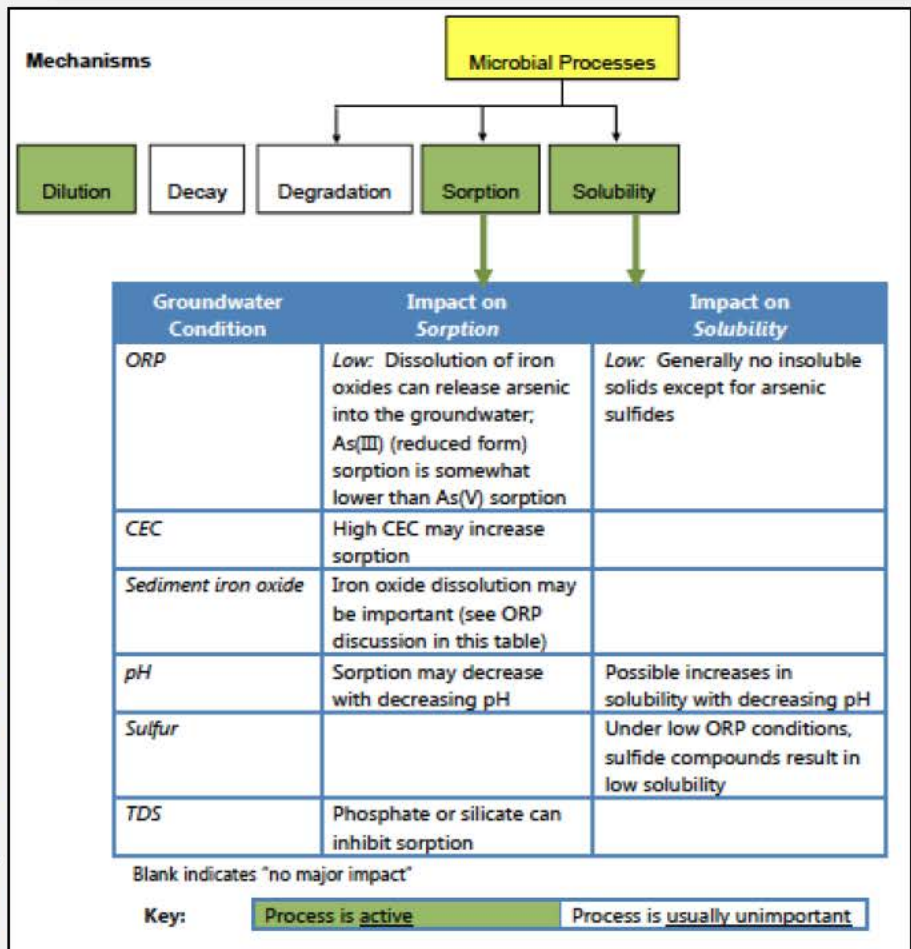 Mechanisms
Microbial Processes
Dilution
Decay
Degradation
Sorption
Solubility
Groundwater
Condition
Impact on
Sorption
Impact on
Solubility
ORP
Low: Dissolution of iron
oxides can release arsenic
into the groundwater;
As(III) (reduced form)
sorption is somewhat
lower than As(V) sorption
Low: Generally no insoluble
solids except for arsenic
sulfides
CEC
High CEC may increase
sorption
Sediment iron oxide
Iron oxide dissolution may
be important (see ORP
discussion in this table)
pH
Sorption may decrease
with decreasing pH
Possible increases in
solubility with decreasing pH
Sulfur
Under low ORP conditions,
sulfide compounds result in
low solubility
TDS
Phosphate or silicate can
inhibit sorption
Blank indicates "no major impact"
Key:
Process is active
Process is usually unimportant